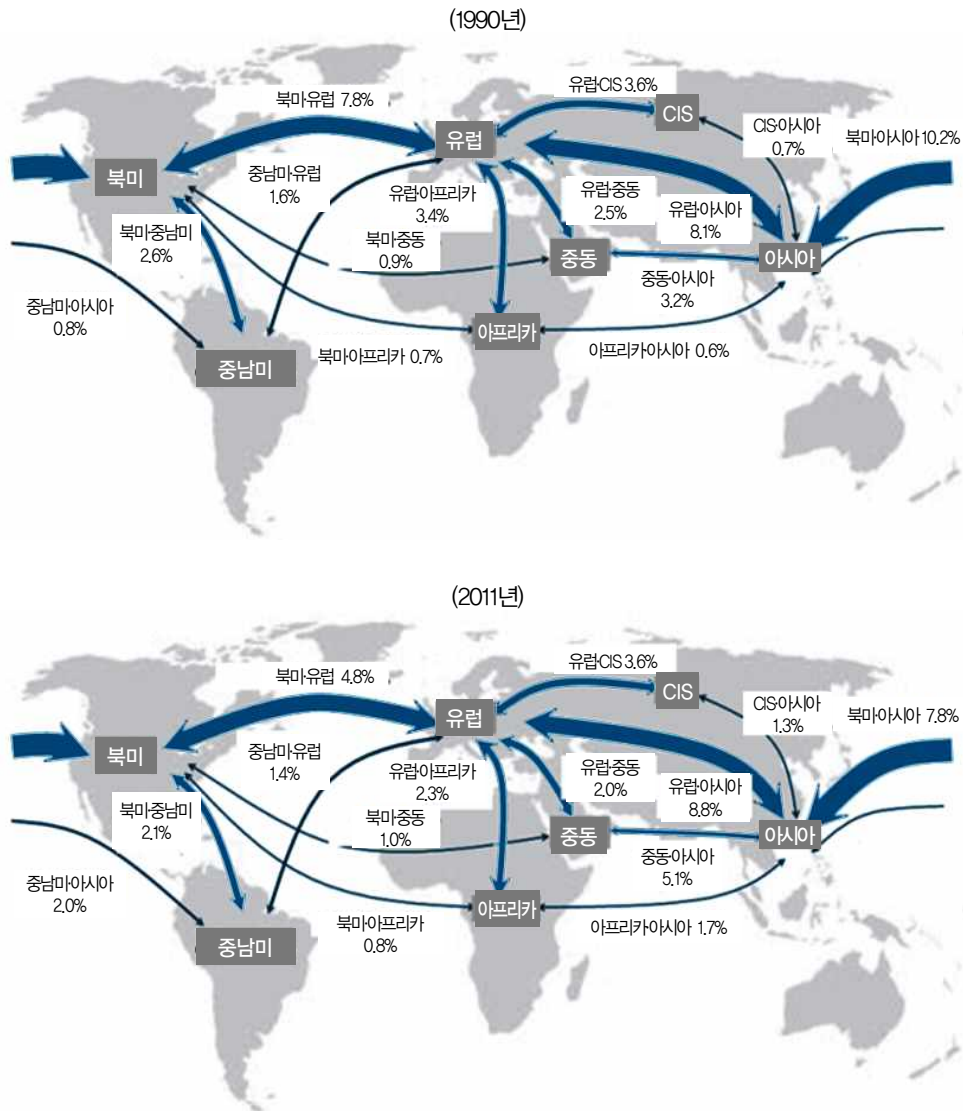 (1990년)
유럽·CIS 3.6%
북미·유럽 7.8%
CIS
유럽
CIS·아시아
0.7%
북미·아시아 10.2%
북미
중남미·유럽
1.6%
유럽·아프리카
3.4%
유럽·중동
2.5%
유럽·아시아
8.1%
북미·중남미
2.6%
북미·중동
0.9%
중동
아시아
중동·아시아
3.2%
중남미·아시아
0.8%
아프리카
북미·아프리카 0.7%
아프리카·아시아 0.6%
중남미
(2011년)
유럽·CIS 3.6%
북미·유럽 4.8%
CIS
유럽
CIS·아시아
1.3%
북미·아시아 7.8%
북미
중남미·유럽
1.4%
유럽·아프리카
2.3%
유럽·중동
2.0%
유럽·아시아
8.8%
북미·중남미
2.1%
북미·중동
1.0%
중동
아시아
중동·아시아
5.1%
중남미·아시아
2.0%
아프리카
북미·아프리카
0.8%
아프리카·아시아 1.7%
중남미